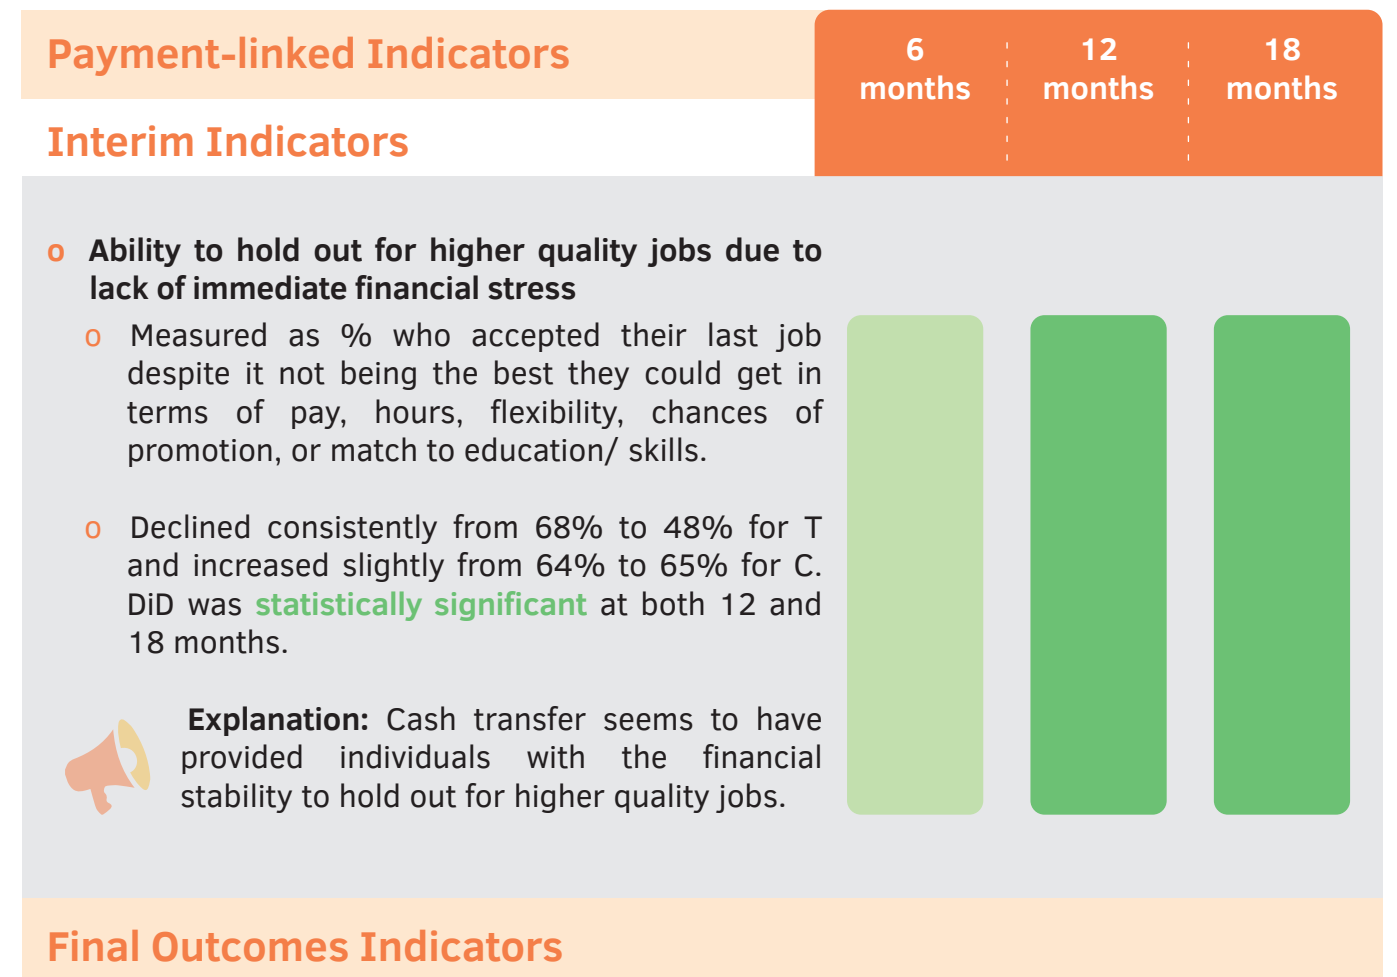 Payment-linked Indicators
6 months
12 months
18 months
Interim Indicators
o Ability to hold out for higher quality jobs due to
lack of immediate financial stress
o Measured as % who accepted their last job
despite it not being the best they could get in
terms of pay, hours, flexibility, chances of
promotion, or match to education/ skills.
o Declined consistently from 68% to 48% for T
and increased slightly from 64% to 65% for C.
DiD was statistically significant at both 12 and
18 months.
Explanation: Cash transfer seems to have
provided individuals with the financial
stability to hold out for higher quality jobs.
Final Outcomes Indicators